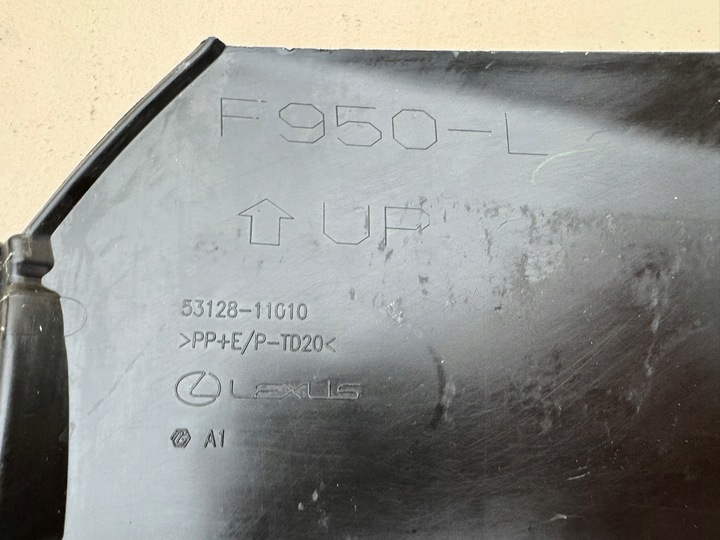 F950-L
UP
53128-11010
>PP+E/P-TD20<
LEXUS
A1